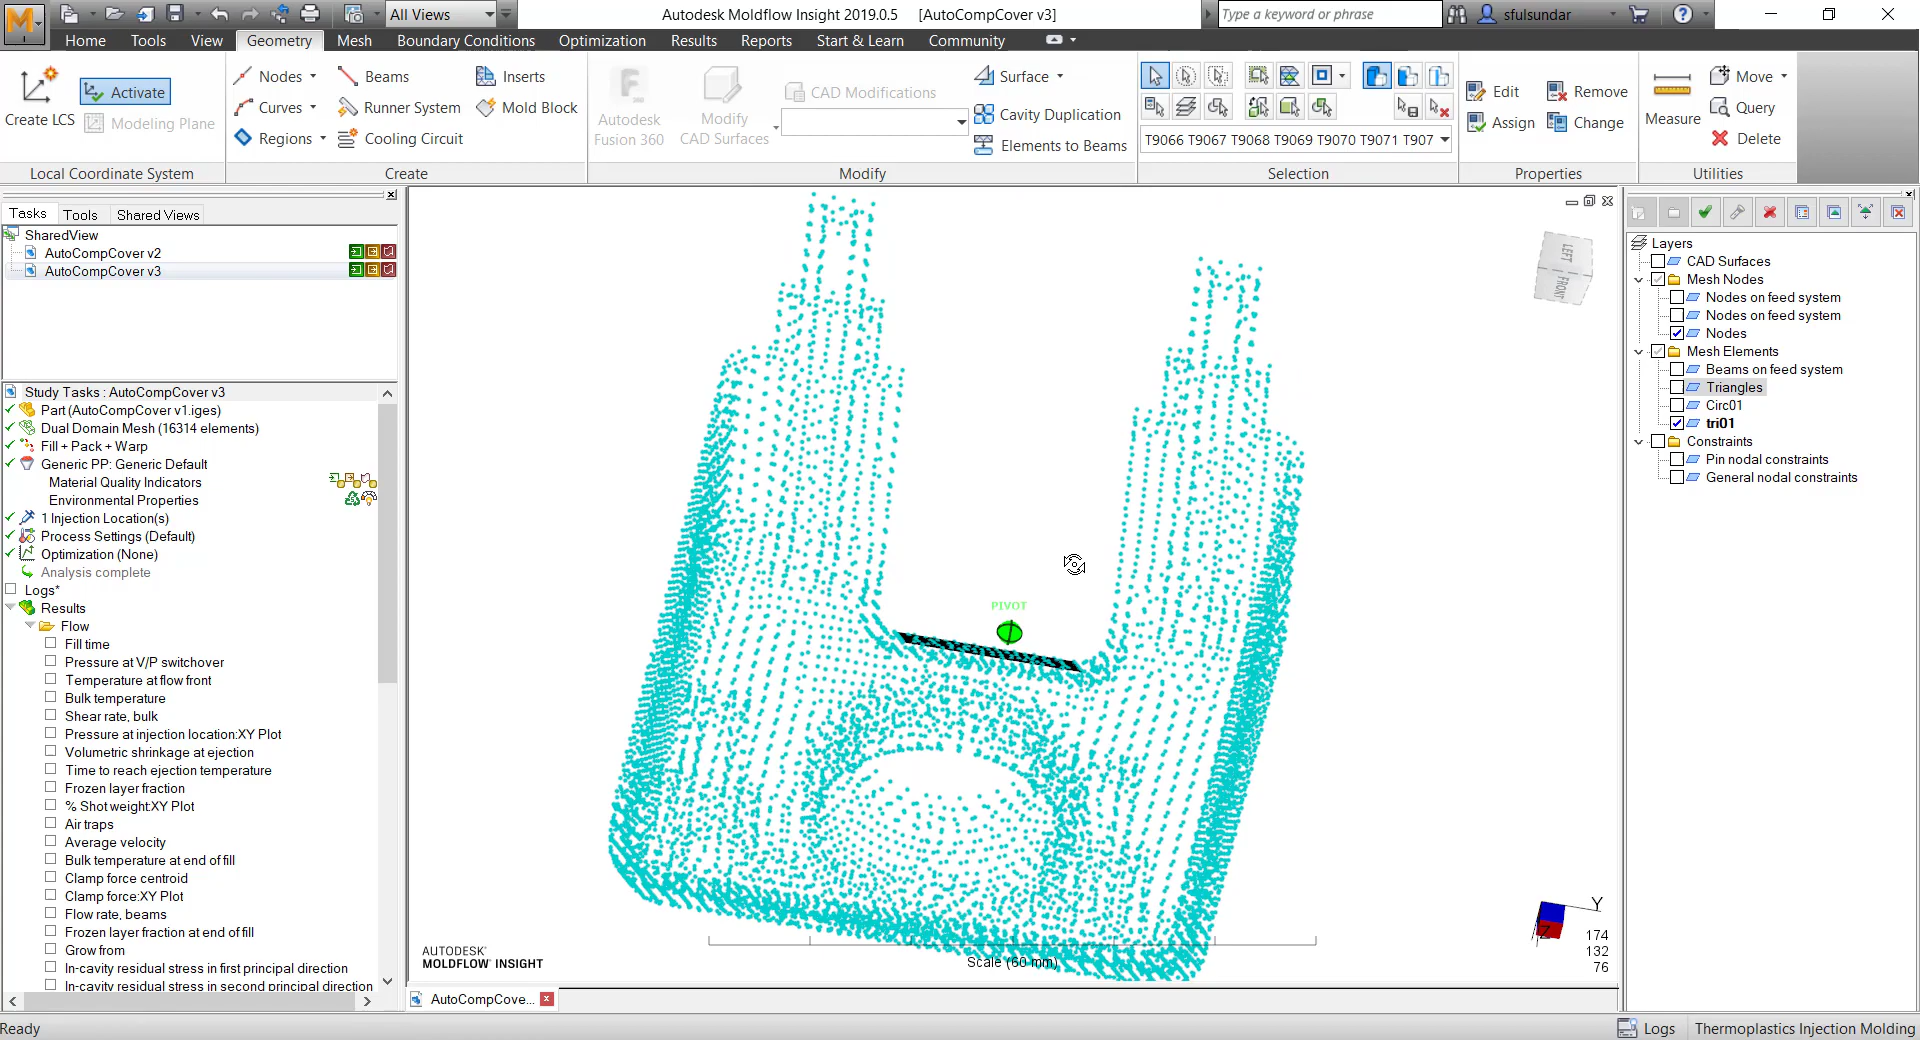 All Views
Autodesk Moldflow Insight 2019.0.5 [AutoCompCover v3]
Type a keyword or phrase
sfulsundar
Home Tools View Geometry Mesh Boundary Conditions Optimization Results Reports Start & Learn Community
Create LCS
Activate
Modeling Plane
Local Coordinate System
Nodes
Curves
Regions
Beams
Runner System
Cooling Circuit
Inserts
Mold Block
Create
Autodesk
Fusion 360
Modify
CAD Surfaces
CAD Modifications
Surface
Cavity Duplication
Elements to Beams
Modify
T9066 T9067 T9068 T9069 T9070 T9071 T907
Selection
Edit
Assign
Remove
Change
Properties
Measure
Move
Query
Delete
Utilities
Tasks Tools Shared Views
SharedView
AutoCompCover v2
AutoCompCover v3
Study Tasks : AutoCompCover v3
Part (AutoCompCover v1.iges)
Dual Domain Mesh (16314 elements)
Fill + Pack + Warp
Generic PP: Generic Default
Material Quality Indicators
Environmental Properties
1 Injection Location(s)
Process Settings (Default)
Optimization (None)
Analysis complete
Logs*
Results
Flow
Fill time
Pressure at V/P switchover
Temperature at flow front
Bulk temperature
Shear rate, bulk
Pressure at injection location:XY Plot
Volumetric shrinkage at ejection
Time to reach ejection temperature
Frozen layer fraction
% Shot weight:XY Plot
Air traps
Average velocity
Bulk temperature at end of fill
Clamp force centroid
Clamp force:XY Plot
Flow rate, beams
Frozen layer fraction at end of fill
Grow from
In-cavity residual stress in first principal direction
In-cavity residual stress in second principal direction
LEFT
FRONT
PIVOT
AUTODESK
MOLDFLOW INSIGHT
Scale (60 mm)
Y
Z
174
132
76
AutoCompCove...
Layers
CAD Surfaces
Mesh Nodes
Nodes on feed system
Nodes on feed system
Nodes
Mesh Elements
Beams on feed system
Triangles
Circ01
tri01
Constraints
Pin nodal constraints
General nodal constraints
Ready
Logs
Thermoplastics Injection Molding